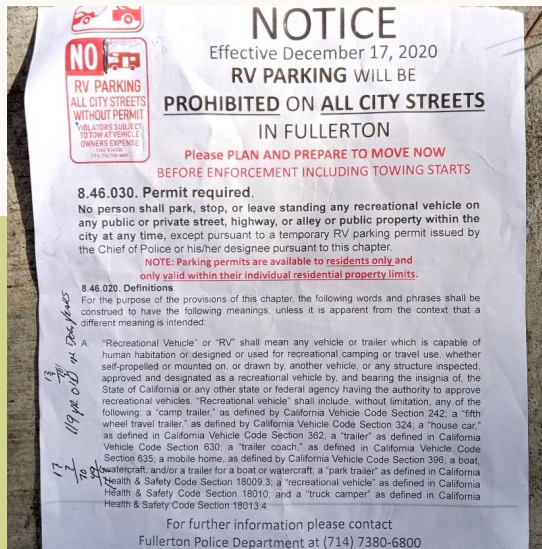 NOTICE
Effective December 17, 2020
RV PARKING WILL BE
PROHIBITED ON ALL CITY STREETS
IN FULLERTON
Please PLAN AND PREPARE TO MOVE NOW
BEFORE ENFORCEMENT INCLUDING TOWING STARTS
NO
RV PARKING
ALL CITY STREETS
WITHOUT PERMIT
VIOLATORS SUBJECT
TO TOW AT VEHICLE
OWNERS EXPENSE
8.46.030. Permit required.
No person shall park, stop, or leave standing any recreational vehicle on
any public or private street, highway, or alley or public property within the
city at any time, except pursuant to a temporary RV parking permit issued by
the Chief of Police or his/her designee pursuant to this chapter.
NOTE: Parking permits are available to residents only and
only valid within their individual residential property limits.
8.46.020. Definitions
For the purpose of the provisions of this chapter, the following words and phrases shall be
construed to have the following meanings, unless it is apparent from the context that a
different meaning is intended:
A. "Recreational Vehicle" or "RV" shall mean any vehicle or trailer which is capable of
human habitation or designed or used for recreational camping or travel use, whether
self-propelled or mounted on, or drawn by, another vehicle, or any structure inspected,
approved and designated as a recreational vehicle by, and bearing the insignia of, the
State of California or any other state or federal agency having the authority to approve
recreational vehicles. "Recreational vehicle" shall include, without limitation, any of the
following: a "camp trailer," as defined by California Vehicle Code Section 242; a "fifth
wheel travel trailer," as defined by California Vehicle Code Section 324; a "house car,"
as defined in California Vehicle Code Section 362; a "trailer" as defined in California
Vehicle Code Section 630; a "trailer coach," as defined in California Vehicle Code
Section 635; a mobile home, as defined by California Vehicle Code Section 396; a boat,
watercraft. and/or a trailer for a boat or watercraft; a "park trailer" as defined in California
Health & Safety Code Section 18009.3; a "recreational vehicle" as defined in California
Health & Safety Code Section 18010; and a "truck camper" as defined in California
Health & Safety Code Section 18013.4.
For further information please contact
Fullerton Police Department at (714) 7380-6800
119 yr OLD in Dog Years